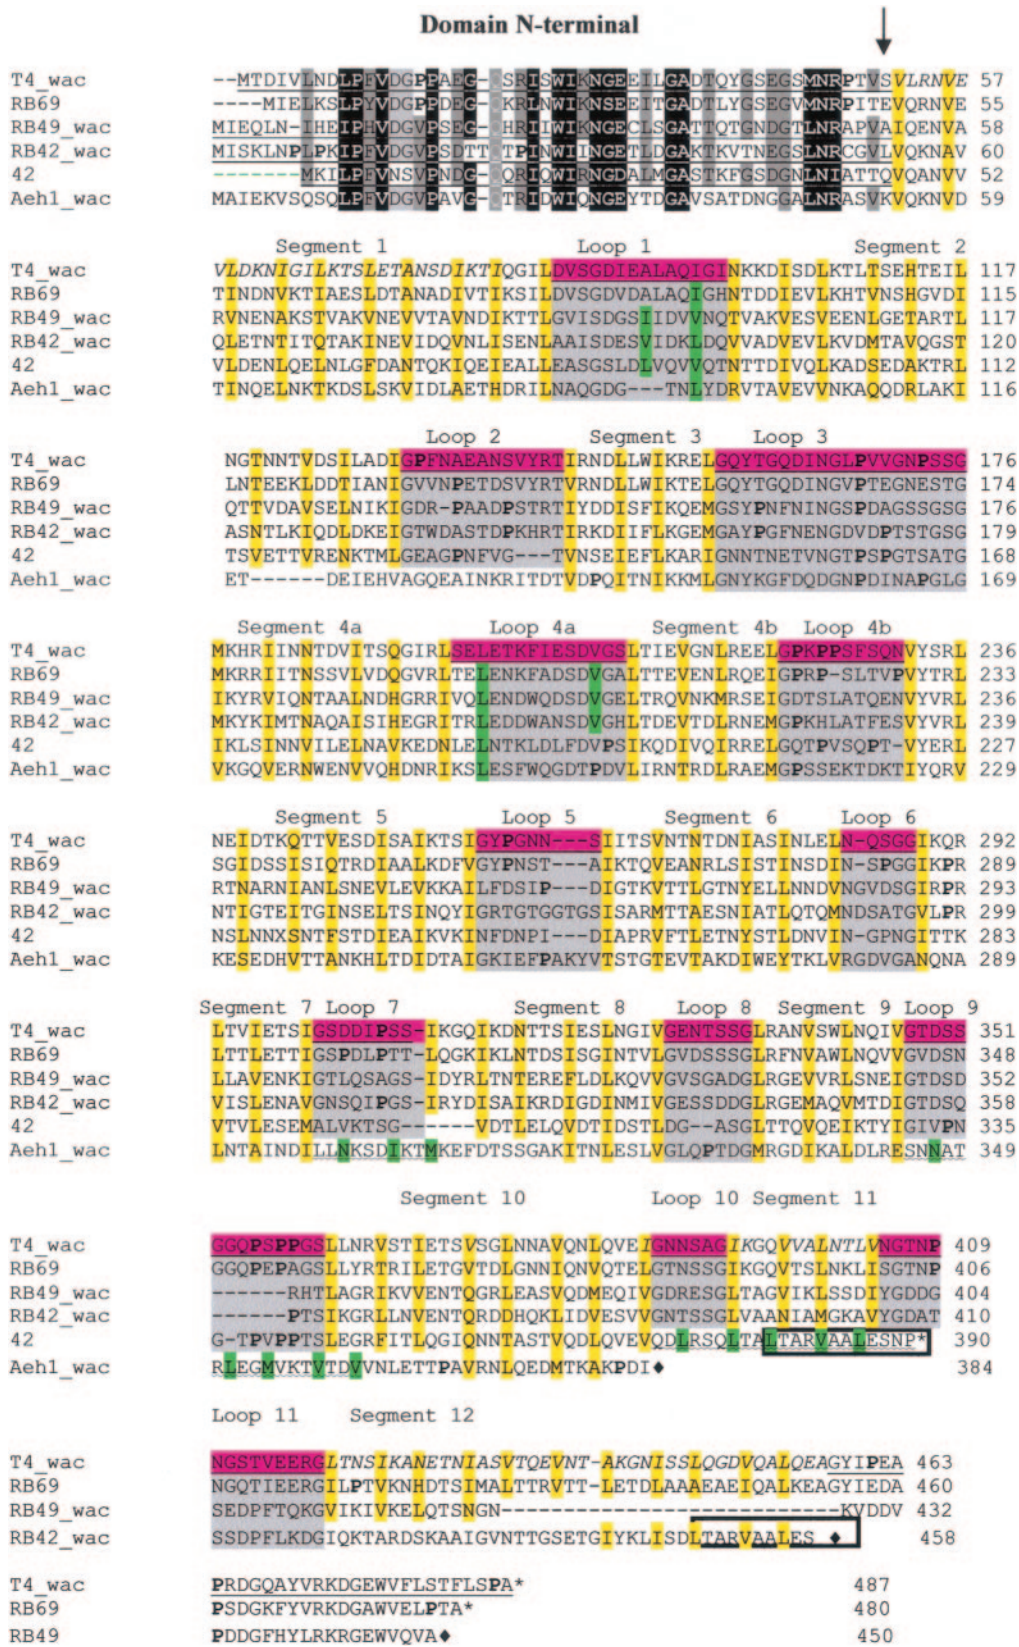 Domain N-terminal
T4_wac --MTDIVLNDLPFVDGPPAEG-QSRISWIKNGEEILGADTQYGSEGSMNRPTVSVLRNVE 57
RB69 ----MIELKSLPYVDGPPDEG-QKRLNWIKNSEEITGADTLYGSEGVMNRPITEVQRNVE 55
RB49_wac MIEQLN-IHEIPHVDGVPSEG-QHRIIWIKNGECLSGATTQTGNDGTLNRAPVAIQENVA 58
RB42_wac MISKLNPLPKIPFVDGVPSDTTQTPINWITNGETLDGAKTKVTNEGSLNRCGVLVQKNAV 60
42 -------MKILPFVNSVPNDG-QQRIQWIRNGDALMGASTKFGSDGNLNIATTQVQANVV 52
Aeh1_wac MAIEKVSQSQLPFVDGVPAVG-QTRIDWIQNGEYTDGAVSATDNGGALNRASVKVQKNVD 59
Segment 1 Loop 1 Segment 2
T4_wac VLDKNIGILKTSLETANSDIKTIQGILDVSGDIEALAQIGINKKDISDLKTLTSEHTEIL 117
RB69 TINDNVKTIAESLDTANADIVTIKSILDVSGDVDALAQIGHNTDDIEVLKHTVNSHGVDI 115
RB49_wac RVNENAKSTVAKVNEVVTAVNDIKTTLGVISDGSIIDVVNQTVAKVESVEENLGETARTL 117
RB42_wac QLETNTITQTAKINEVIDQVNLISENLAAISDESVIDKLDQVVADVEVLKVDMTAVQGST 120
42 VLDENLQELNLGFDANTQKIQEIEALLEASGSLDLVQVVQTNTTDIVQLKADSEDAKTRL 112
Aeh1_wac TINQELNKTKDSLSKVIDLAETHDRILNAQGDG---TNLYDRVTAVEVVNKAQQDRLAKI 116
Loop 2 Segment 3 Loop 3
T4_wac NGTNNTVDSILADIGPFNAEANSVYRTIRNDLLWIKRELGQYTGQDINGLPVVGNPSSG 176
RB69 LNTEEKLDDTIANIGVVNPETDSVYRTVRNDLLWIKTELGQYTGQDINGVPTEGNESTG 174
RB49_wac QTTVDAVSELNIKIGDR-PAADPSTRTIYDDISFIKQEMGSYPNFNINGSPDAGSSGSG 176
RB42_wac ASNTLKIQDLDKEIGTWDASTDPKHRTIRKDIIFLKGEMGAYPGFNENGDVDPTSTGSG 179
42 TSVETTVRENKTMLGEAGPNFVG---TVNSEIEFLKARIGNNTNETVNGTPSPGTSATG 168
Aeh1_wac ET------DEIEHVAGQEAINKRITDTVDPQITNIKKMLGNYKGFDQDGNPDINAPGLG 169
Segment 4a Loop 4a Segment 4b Loop 4b
T4_wac MKHRIINNTDVITSQGIRLSELETKFIESDVGSLTIEVGNLREELGPKPPSFSQNVYSRL 236
RB69 MKRRIITNSSVLVDQGVRLTELENKFADSDVGALTTEVENLRQEIGPRP-SLTVPVYTRL 233
RB49_wac IKYRVIQNTAALNDHGRRIVQLENDWQDSDVGELTRQVNKMRSEIGDTSLATQENVYVRL 236
RB42_wac MKYKIMTNAQAISIHEGRITRLEDDWANSDVGHLTDEVTDLRNEMGPKHLATFESVYVRL 239
42 IKLSINNVILELNAVKEDNLELNTKLDLFDVPSIKQDIVQIRRELGQTPVSQPT-VYERL 227
Aeh1_wac VKGQVERNWENVVQHDNRIKSLESFWQGDTPDVLIRNTRDLRAEMGPSSEKTDKTIYQRV 229
Segment 5 Loop 5 Segment 6 Loop 6
T4_wac NEIDTKQTTVESDISAIKTSIGYPGNN---SIITSVNTNTDNIASINLELN-QSGGIKQR 292
RB69 SGIDSSISIQTRDIAALKDFVGYPNST---AIKTQVEANRLSISTINSDIN-SPGGIKPR 289
RB49_wac RTNARNIANLSNEVLEVKKAILFDSIP---DIGTKVTTLGTNYELLNNDVNGVDSGIRPR 293
RB42_wac NTIGTEITGINSELTSINQYIGRTGTGGTGSISARMTTAESNIATLQTQMNDSATGVLPR 299
42 NSLNNXSNTFSTDIEAIKVKINFDNPI---DIAPRVFTLETNYSTLDNVIN-GPNGITTK 283
Aeh1_wac KESEDHVTTANKHLTDIDTAIGKIEFPAKYVTSTGTEVTAKDIWEYTKLVRGDVGANQNA 289
Segment 7 Loop 7 Segment 8 Loop 8 Segment 9 Loop 9
T4_wac LTVIETSIGSDDIPSS-IKGQIKDNTTSIESLNGIVGENTSSGLRANVSWLNQIVGTDSS 351
RB69 LTTLETTIGSPDLPTT-LQGKIKLNTDSISGINTVLGVDSSSGLRFNVAWLNQVVGVDSN 348
RB49_wac LLAVENKIGTLQSAGS-IDYRLTNTEREFLDLKQVVGVSGADGLRGEVVRLSNEIGTDSD 352
RB42_wac VISLENAVGNSQIPGS-IRYDISAIKRDIGDINMIVGESSDDGLRGEMAQVMTDIGTDSQ 358
42 VTVLESEMALVKTSG------VDTLELQVDTIDSTLDG--ASGLTTQVQEIKTYIGIVPN 335
Aeh1_wac LNTAINDILLNKSDIKTMKEFDTSSGAKITNLESLVGLQPTDGMRGDIKALDLRESNNAT 349
Segment 10 Loop 10 Segment 11
T4_wac GGQPSPPGSLLNRVSTIETSVSGLNNAVQNLQVEIGNNSAGIKGQVVALNTLVNGTNP 409
RB69 GGQPEPAGSLLYRTRILETGVTDLGNNIQNVQTELGTNSSGIKGQVTSLNKLISGTNP 406
RB49_wac ------RHTLAGRIKVVENTQGRLEASVQDMEQIVGDRESGLTAGVIKLSSDIYGDDG 404
RB42_wac ------PTSIKGRLLNVENTQRDDHQKLIDVESVVGNTSSGLVAANIAMGKAVYGDAT 410
42 G-TPVPPTSLEGRFITLQGIQNNTASTVQDLQVEVQDLRSQLTALTARVAALESNP* 390
Aeh1_wac RLEGMVKTVTDVVNLETTPAVRNLQEDMTKAKPDI♦ 384
Loop 11 Segment 12
T4_wac NGSTVEERGLTNSIKANETNIASVTQEVNT-AKGNISSLQGDVQALQEAGYIPEA 463
RB69 NGQTIEERGILPTVKNHDTSIMALTTRVTT-LETDLAAAEAEIQALKEAGYIEDA 460
RB49_wac SEDPFTQKGVIKIVKELQTSNGN---------------------------KVDDV 432
RB42_wac SSDPFLKDGIQKTARDSKAAIGVNTTGSETGIYKLISDLTARVAALES ♦ 458
T4_wac PRDGQAYVRKDGEWVFLSTFLSPA* 487
RB69 PSDGKFYVRKDGAWVELPTA* 480
RB49 PDDGFHYLRKRGEWVQVA♦ 450